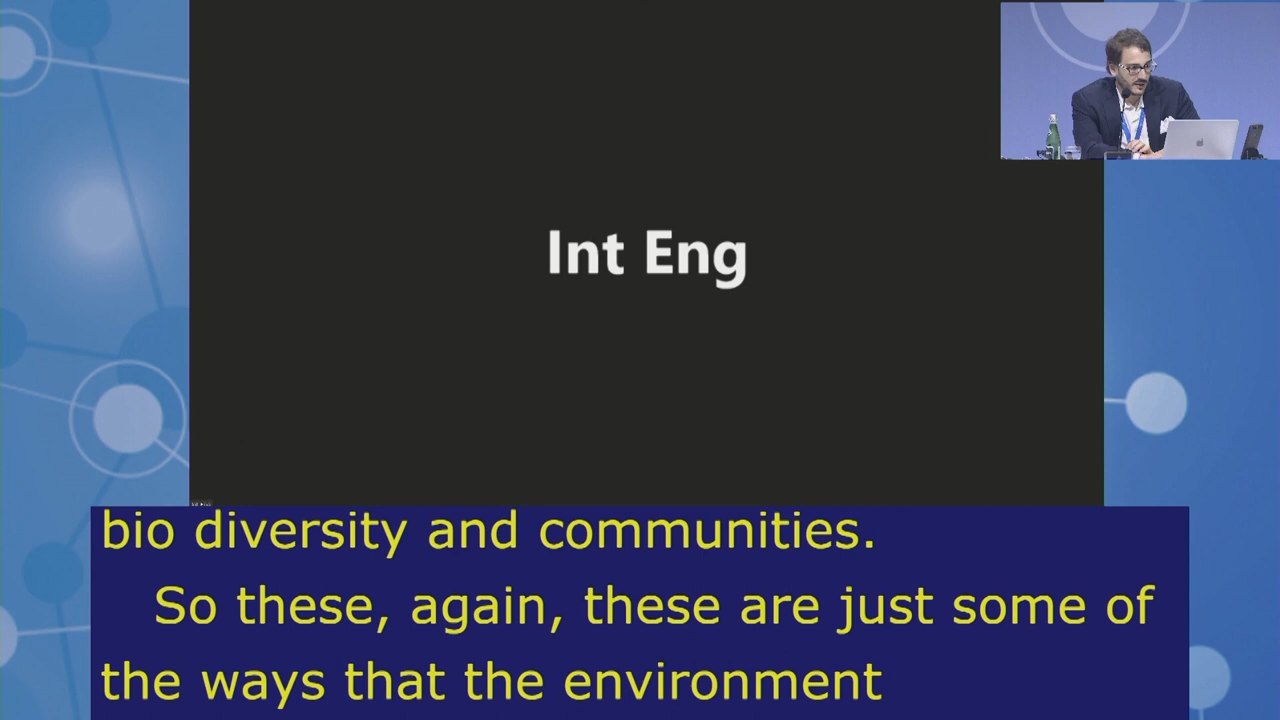 Int Eng
bio diversity and communities.
So these, again, these are just some of
the ways that the environment